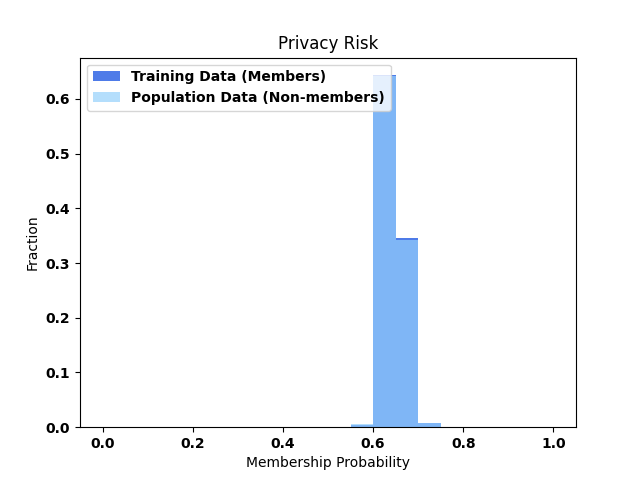 Privacy Risk
Training Data (Members)
Population Data (Non-members)
Fraction
0.6
0.5
0.4
0.3
0.2
0.1
0.0
0.0 0.2 0.4 0.6 0.8 1.0
Membership Probability